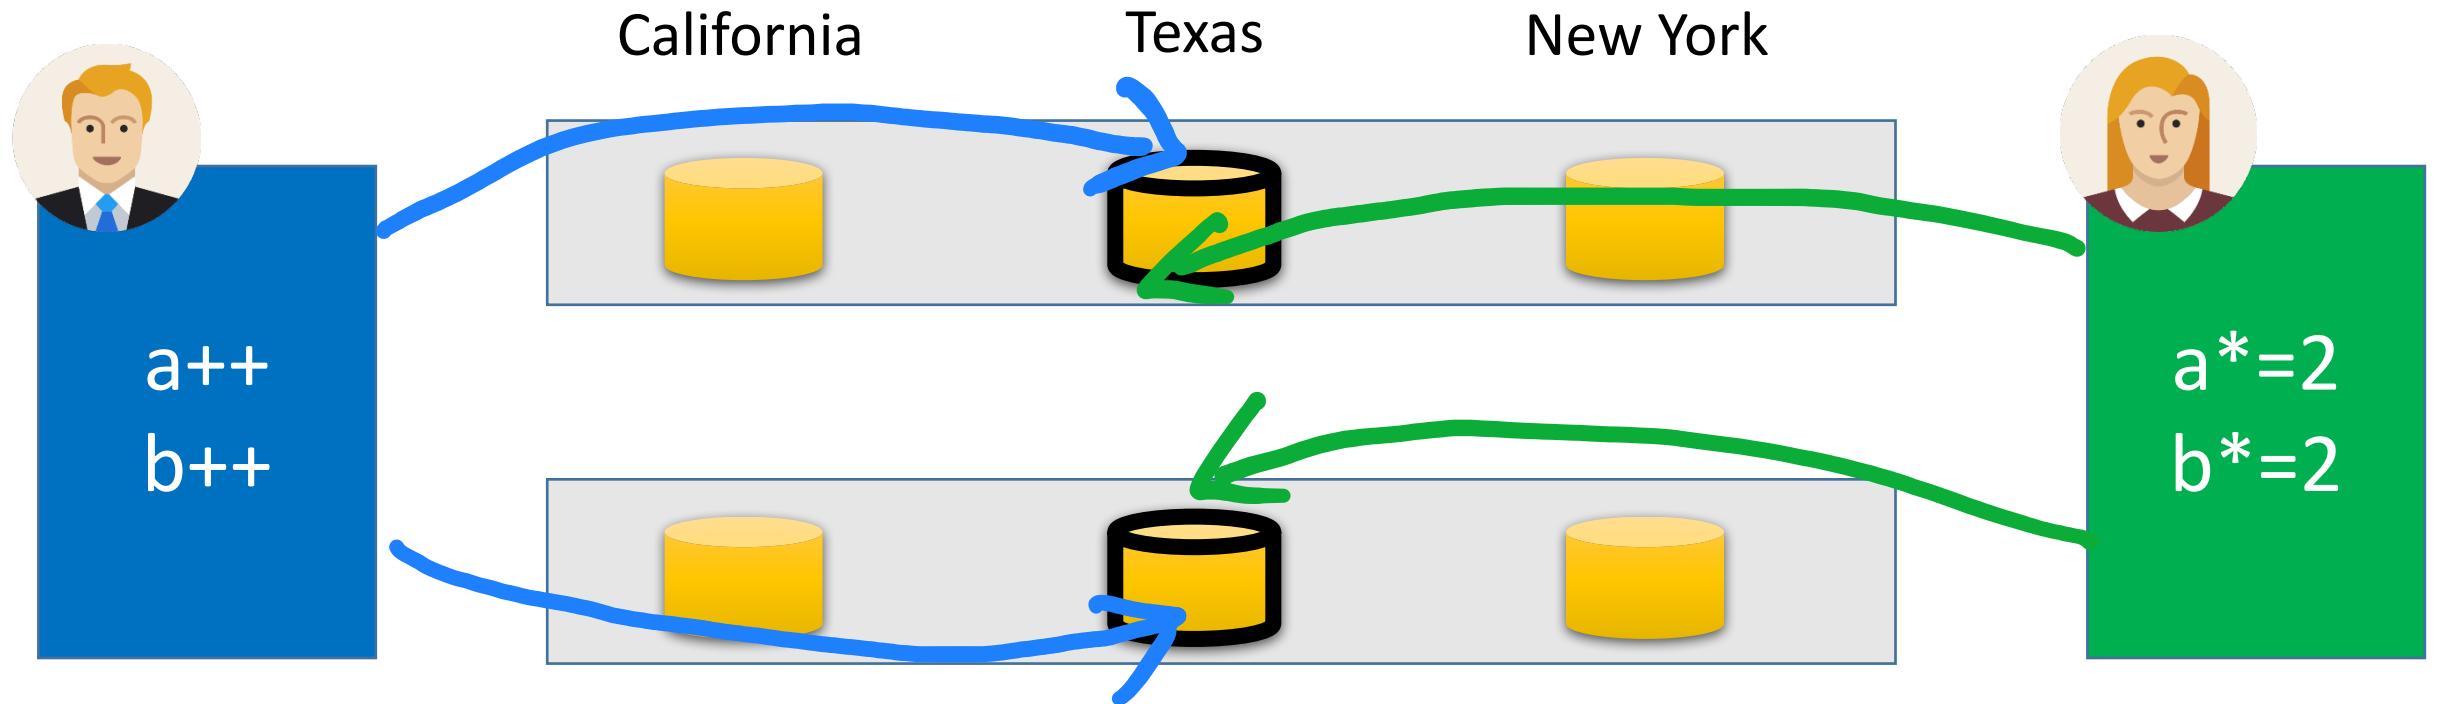 California
Texas
New York
a++
b++
a*=2
b*=2